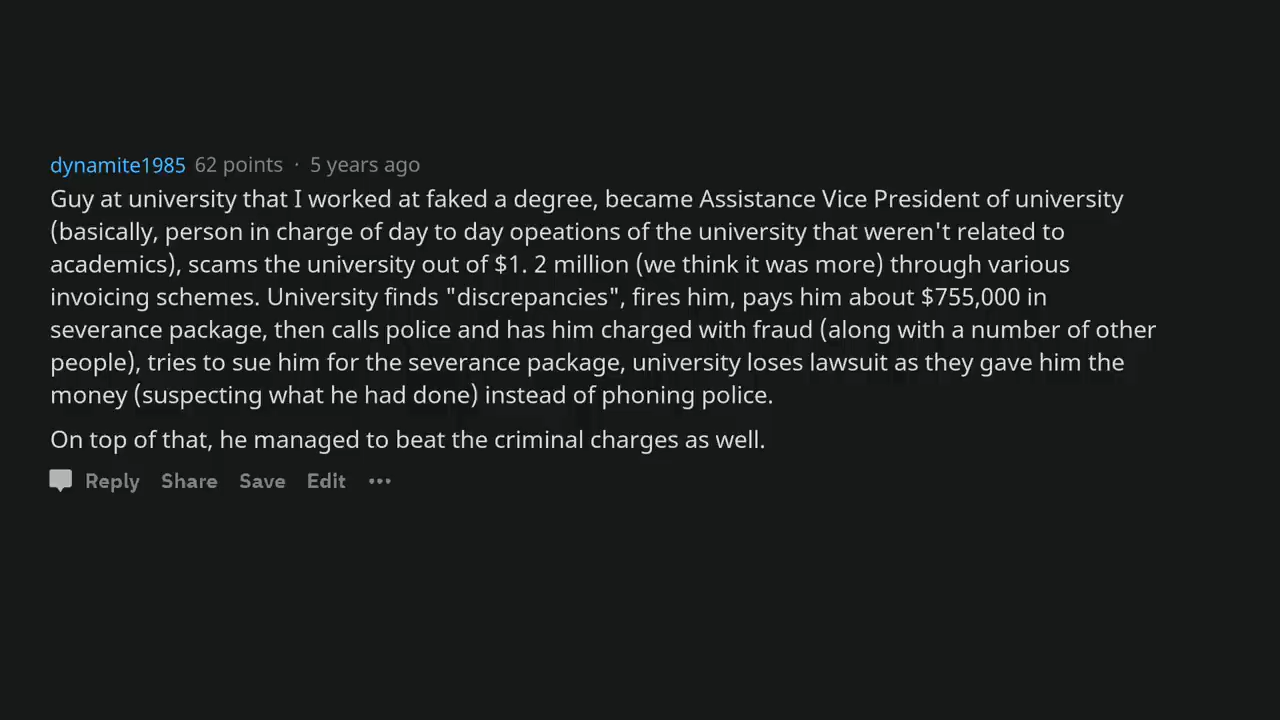 dynamite1985 62 points · 5 years ago
Guy at university that I worked at faked a degree, became Assistance Vice President of university
(basically, person in charge of day to day opeations of the university that weren't related to
academics), scams the university out of $1. 2 million (we think it was more) through various
invoicing schemes. University finds "discrepancies", fires him, pays him about $755,000 in
severance package, then calls police and has him charged with fraud (along with a number of other
people), tries to sue him for the severance package, university loses lawsuit as they gave him the
money (suspecting what he had done) instead of phoning police.
On top of that, he managed to beat the criminal charges as well.
Reply Share Save Edit •••